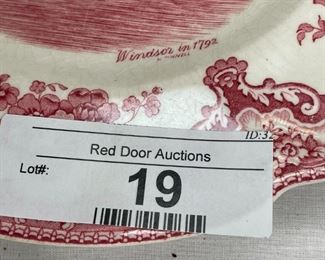 Windsor in 1792
ID:32
Red Door Auctions
Lot#:
19